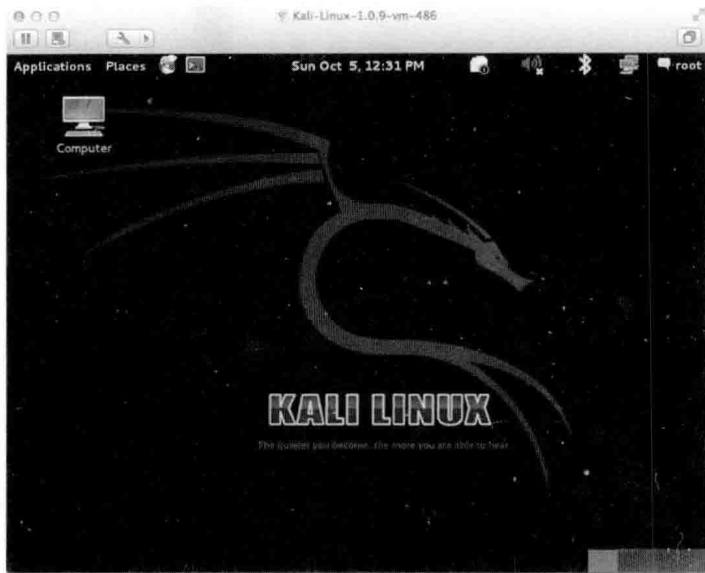 Kali-Linux-1.0.9-vm-486
Applications Places Sun Oct 5, 12:31 PM root
Computer
KALI LINUX
The quieter you become, the more you are able to hear.